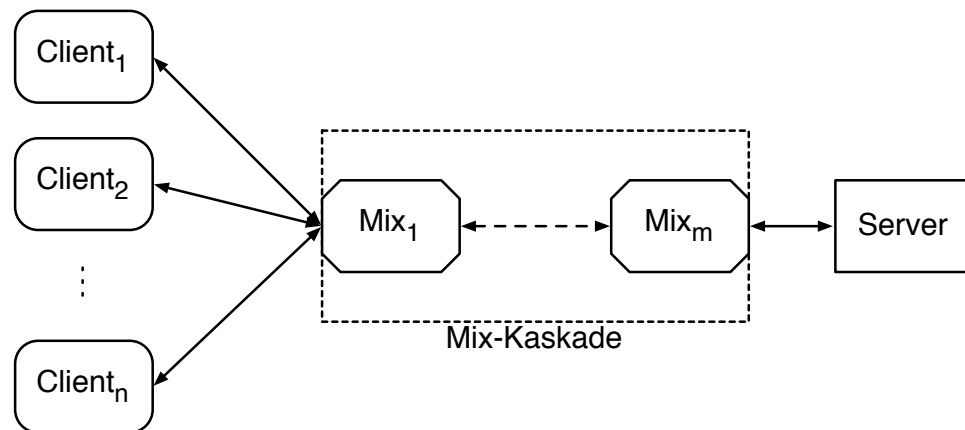 Client₁
Client₂
⋮
Clientₙ
Mix₁
Mixₘ
Server
Mix-Kaskade